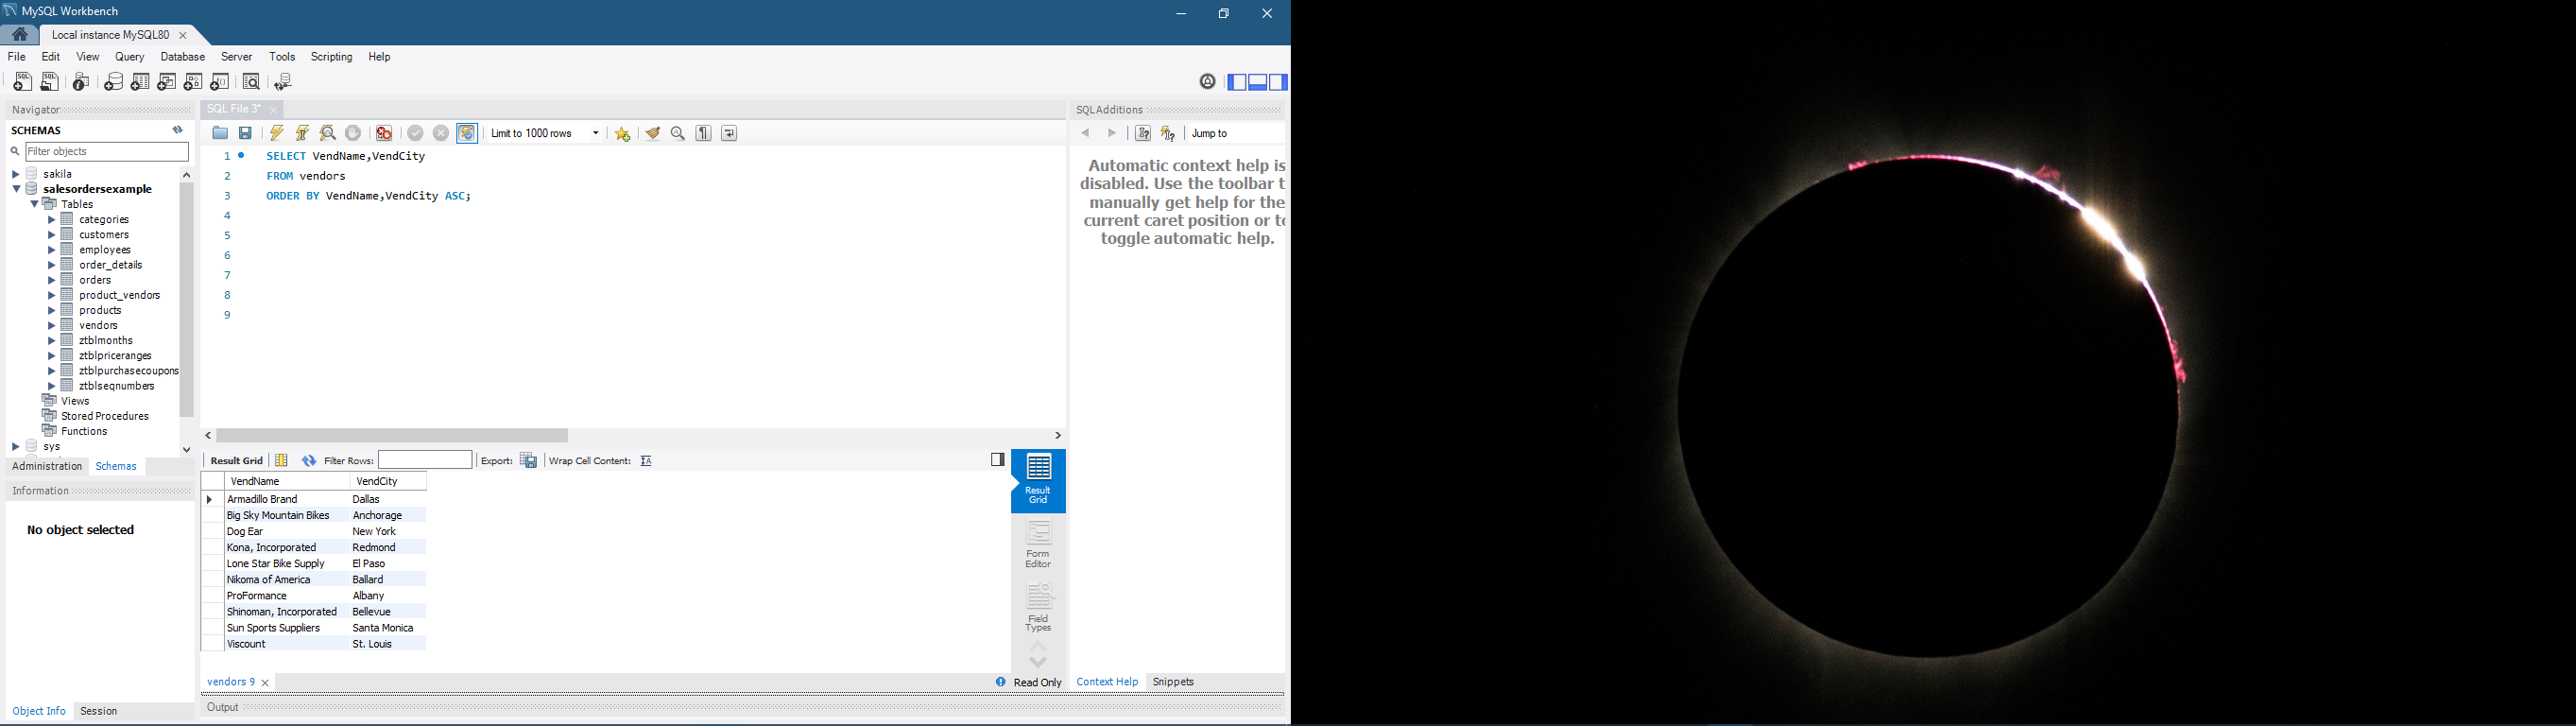 MySQL Workbench
Local instance MySQL80
File Edit View Query Database Server Tools Scripting Help
Navigator
SCHEMAS
Filter objects
sakila
salesordersexample
Tables
categories
customers
employees
order_details
orders
product_vendors
products
vendors
ztblmonths
ztblpriceranges
ztblpurchasecoupons
ztblseqnumbers
Views
Stored Procedures
Functions
sys
Administration Schemas
Information
No object selected
Object Info Session
SQL File 3*
Limit to 1000 rows
1 SELECT VendName,VendCity
2 FROM vendors
3 ORDER BY VendName,VendCity ASC;
4
5
6
7
8
9
Result Grid Filter Rows: Export: Wrap Cell Content:
VendName VendCity
Armadillo Brand Dallas
Big Sky Mountain Bikes Anchorage
Dog Ear New York
Kona, Incorporated Redmond
Lone Star Bike Supply El Paso
Nikoma of America Ballard
ProFormance Albany
Shinoman, Incorporated Bellevue
Sun Sports Suppliers Santa Monica
Viscount St. Louis
Result
Grid
Form
Editor
Field
Types
vendors 9
Read Only
Output
SQLAdditions
Jump to
Automatic context help is
disabled. Use the toolbar t
manually get help for the
current caret position or to
toggle automatic help.
Context Help Snippets